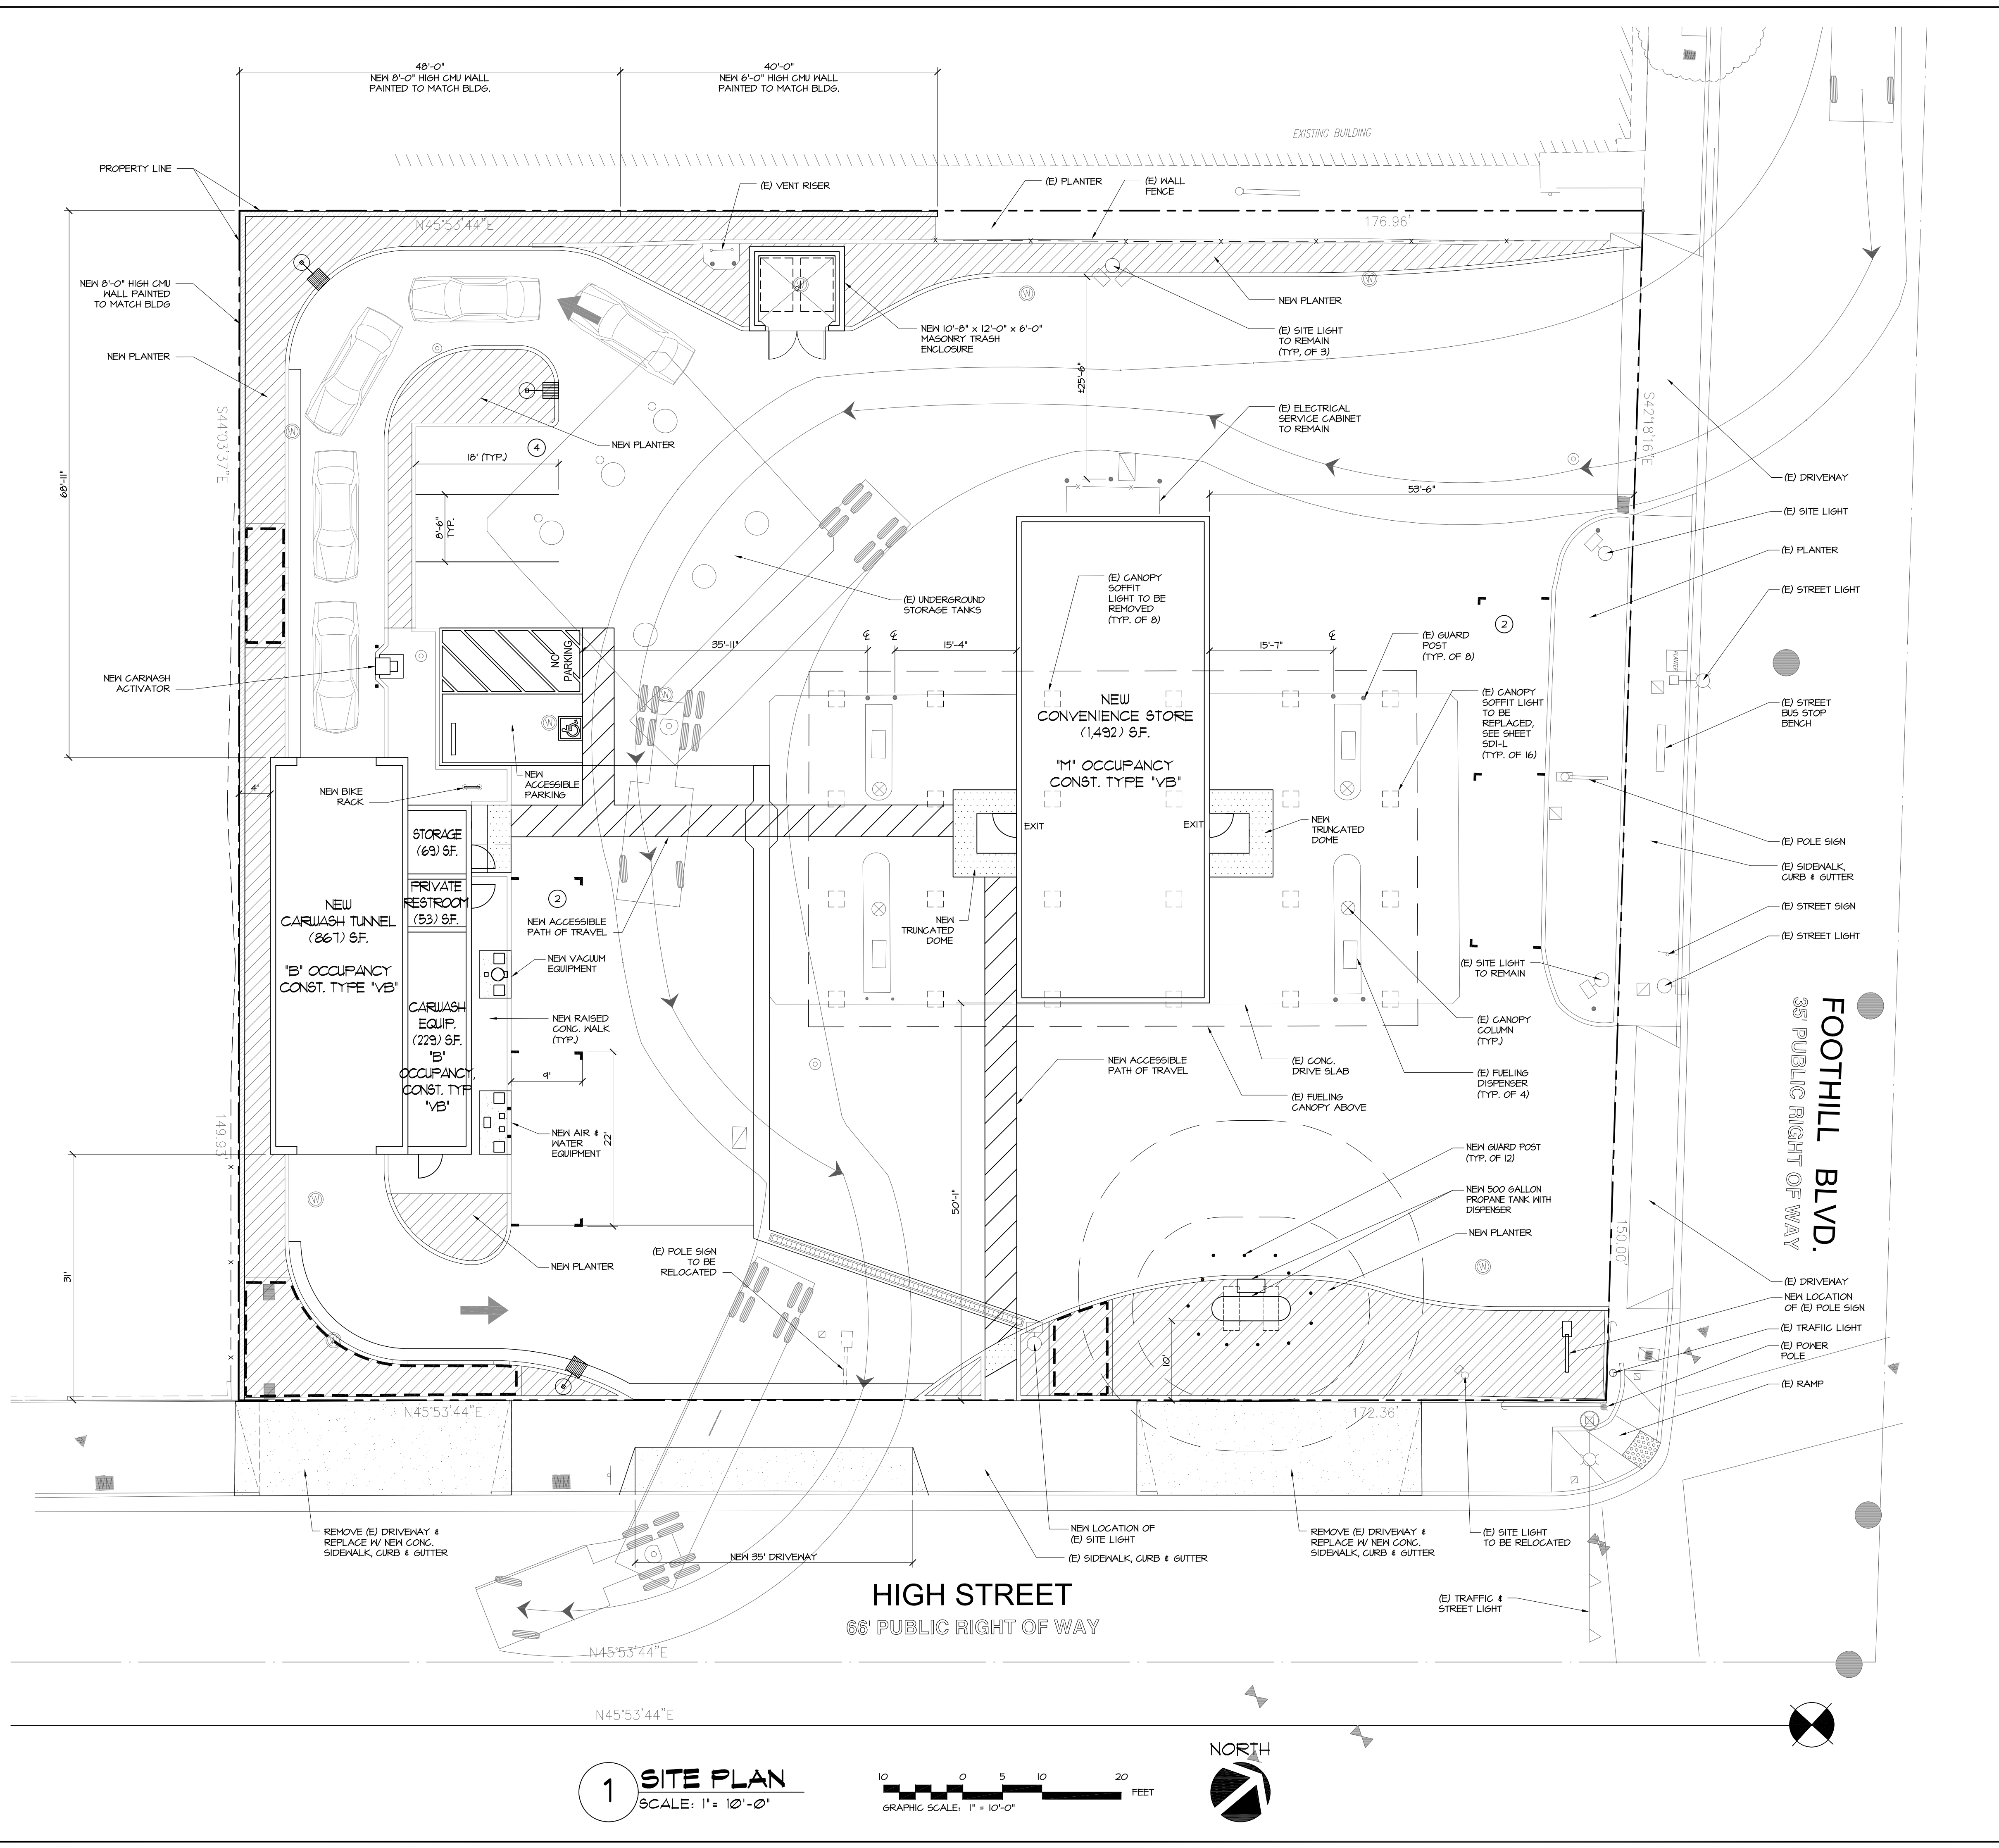 48'-0"
NEW 8'-0" HIGH CMU WALL
PAINTED TO MATCH BLDG.
40'-0"
NEW 6'-0" HIGH CMU WALL
PAINTED TO MATCH BLDG.
EXISTING BUILDING
PROPERTY LINE
(E) VENT RISER
(E) PLANTER
(E) WALL
FENCE
N45°53'44"E
176.96'
NEW 8'-0" HIGH CMU
WALL PAINTED
TO MATCH BLDG
NEW PLANTER
NEW 10'-8" x 12'-0" x 6'-0"
MASONRY TRASH
ENCLOSURE
NEW PLANTER
(E) SITE LIGHT
TO REMAIN
(TYP, OF 3)
±25'-6"
S44°03'37"E
S42°18'16"E
68'-11"
(E) ELECTRICAL
SERVICE CABINET
TO REMAIN
NEW PLANTER
4
18' (TYP.)
8'-6"
TYP.
53'-6"
(E) DRIVEWAY
(E) SITE LIGHT
(E) PLANTER
(E) STREET LIGHT
(E) UNDERGROUND
STORAGE TANKS
(E) CANOPY
SOFFIT
LIGHT TO BE
REMOVED
(TYP. OF 8)
2
NO
PARKING
35'-11"
15'-4"
15'-7"
(E) GUARD
POST
(TYP. OF 8)
PLANTER
NEW CARWASH
ACTIVATOR
NEW
CONVENIENCE STORE
(1,492) S.F.
"M" OCCUPANCY
CONST. TYPE "VB"
(E) CANOPY
SOFFIT LIGHT
TO BE
REPLACED,
SEE SHEET
SD1-L
(TYP. OF 16)
(E) STREET
BUS STOP
BENCH
4'
NEW BIKE
RACK
NEW
ACCESSIBLE
PARKING
EXIT
EXIT
NEW
TRUNCATED
DOME
(E) POLE SIGN
(E) SIDEWALK,
CURB & GUTTER
STORAGE
(69) S.F.
PRIVATE
RESTROOM
(53) S.F.
NEW
CARWASH TUNNEL
(867) S.F.
"B" OCCUPANCY
CONST. TYPE "VB"
2
NEW ACCESSIBLE
PATH OF TRAVEL
NEW
TRUNCATED
DOME
(E) STREET SIGN
(E) STREET LIGHT
NEW VACUUM
EQUIPMENT
(E) SITE LIGHT
TO REMAIN
CARWASH
EQUIP.
(229) S.F.
"B"
OCCUPANCY,
CONST. TYP
"VB"
NEW RAISED
CONC. WALK
(TYP.)
(E) CANOPY
COLUMN
(TYP.)
FOOTHILL BLVD.
35' PUBLIC RIGHT OF WAY
9'
22'
NEW ACCESSIBLE
PATH OF TRAVEL
(E) CONC.
DRIVE SLAB
(E) FUELING
DISPENSER
(TYP. OF 4)
(E) FUELING
CANOPY ABOVE
NEW AIR &
WATER
EQUIPMENT
149.93'
150.00'
NEW GUARD POST
(TYP. OF 12)
NEW 500 GALLON
PROPANE TANK WITH
DISPENSER
NEW PLANTER
50'-1"
31'
NEW PLANTER
(E) POLE SIGN
TO BE
RELOCATED
(E) DRIVEWAY
NEW LOCATION
OF (E) POLE SIGN
(E) TRAFIIC LIGHT
(E) POWER
POLE
(E) RAMP
10'
N45°53'44"E
172.36'
WM
WM
REMOVE (E) DRIVEWAY &
REPLACE W/ NEW CONC.
SIDEWALK, CURB & GUTTER
NEW 35' DRIVEWAY
NEW LOCATION OF
(E) SITE LIGHT
(E) SIDEWALK, CURB & GUTTER
REMOVE (E) DRIVEWAY &
REPLACE W/ NEW CONC.
SIDEWALK, CURB & GUTTER
(E) SITE LIGHT
TO BE RELOCATED
HIGH STREET
66' PUBLIC RIGHT OF WAY
(E) TRAFFIC &
STREET LIGHT
N45°53'44"E
N45°53'44"E
1
SITE PLAN
SCALE: 1"= 10'-0"
10 0 5 10 20
FEET
GRAPHIC SCALE: 1" = 10'-0"
NORTH